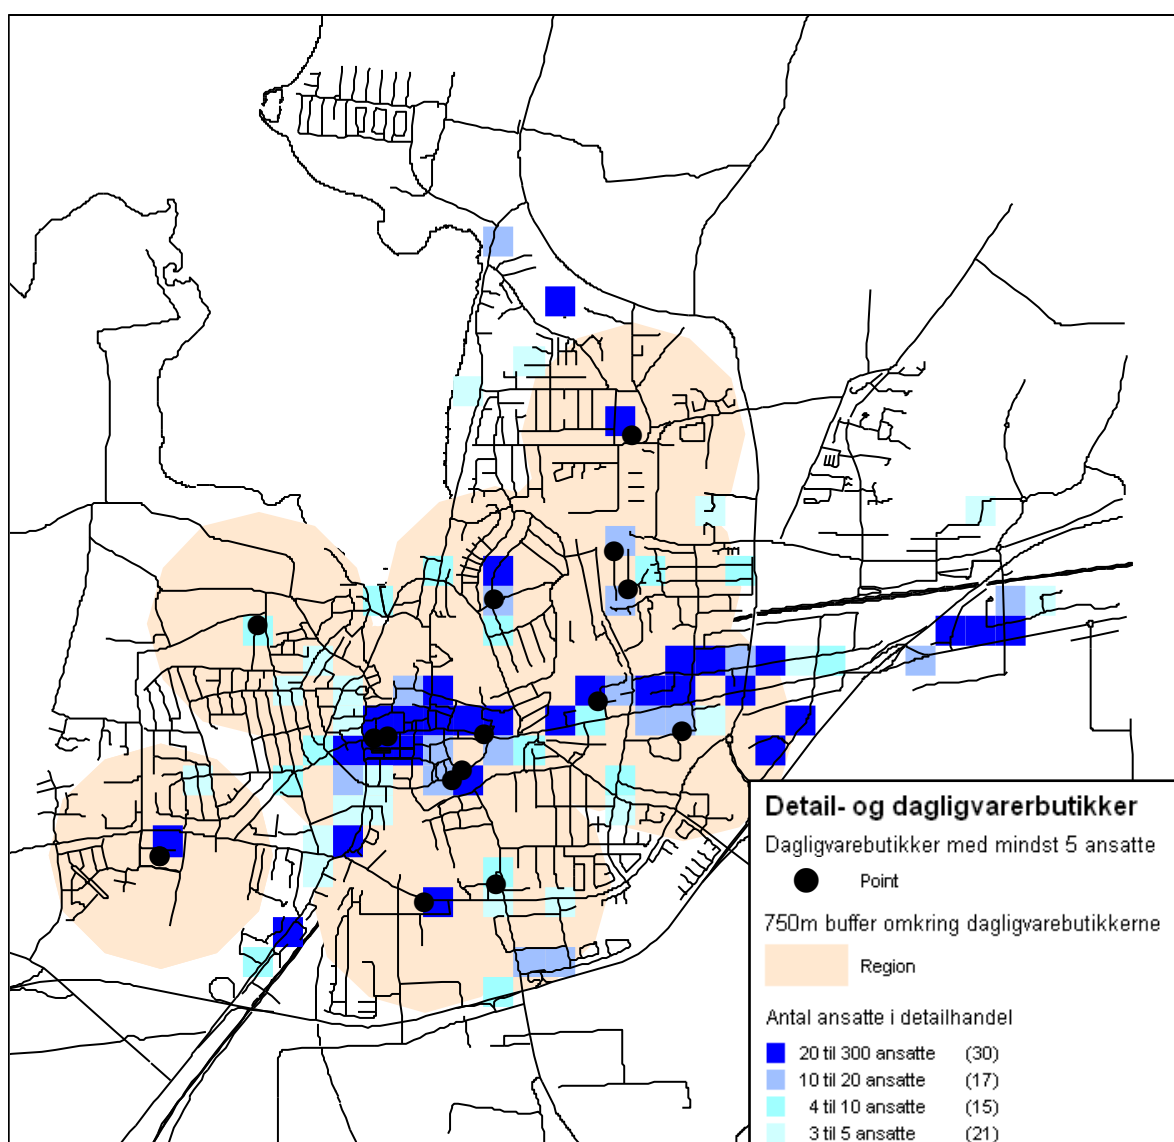 Detail- og dagligvarerbutikker
Dagligvarebutikker med mindst 5 ansatte
Point
750m buffer omkring dagligvarebutikkerne
Region
Antal ansatte i detailhandel
20 til 300 ansatte (30)
10 til 20 ansatte (17)
4 til 10 ansatte (15)
3 til 5 ansatte (21)